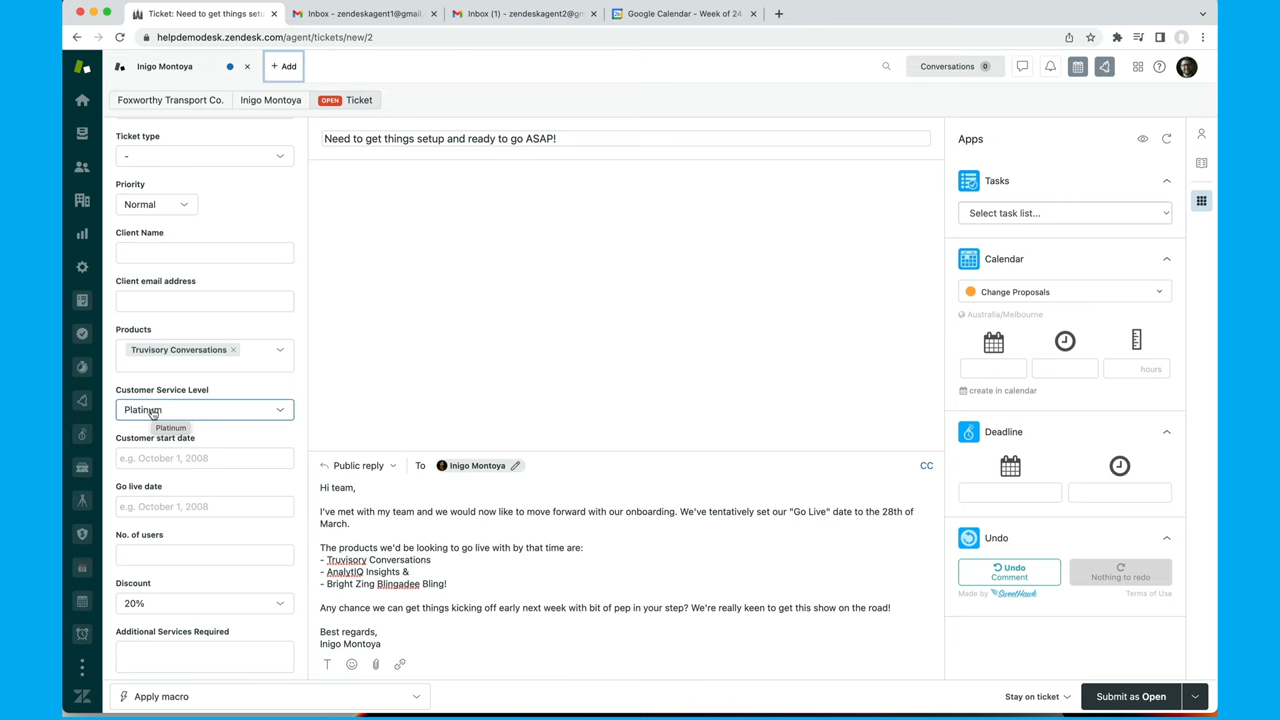 Ticket: Need to get things setu
Inbox - zendeskagent1@gmail.
Inbox (1) - zendeskagent2@gm
Google Calendar - Week of 24
helpdemodesk.zendesk.com/agent/tickets/new/2
Inigo Montoya
+ Add
Conversations 0
Foxworthy Transport Co.
Inigo Montoya
OPEN Ticket
Ticket type
-
Priority
Normal
Client Name
Client email address
Products
Truvisory Conversations ×
Customer Service Level
Platinum
Platinum
Customer start date
e.g. October 1, 2008
Go live date
e.g. October 1, 2008
No. of users
Discount
20%
Additional Services Required
Apply macro
Need to get things setup and ready to go ASAP!
Public reply
To
Inigo Montoya
CC
Hi team,
I've met with my team and we would now like to move forward with our onboarding. We've tentatively set our "Go Live" date to the 28th of
March.
The products we'd be looking to go live with by that time are:
- Truvisory Conversations
- AnalytIQ Insights &
- Bright Zing Blingadee Bling!
Any chance we can get things kicking off early next week with bit of pep in your step? We're really keen to get this show on the road!
Best regards,
Inigo Montoya
Apps
Tasks
Select task list...
Calendar
Change Proposals
Australia/Melbourne
hours
create in calendar
Deadline
Undo
Undo
Comment
Nothing to redo
Made by SweetHawk
Terms of Use
Stay on ticket
Submit as Open